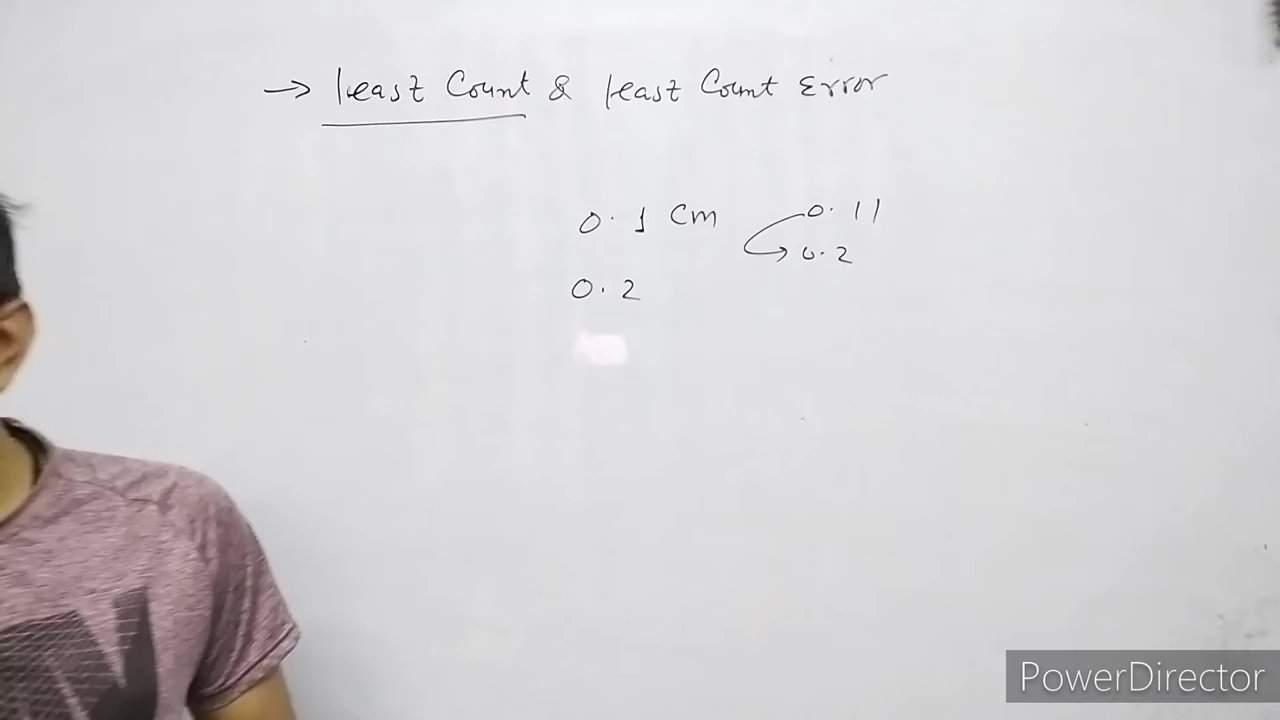 → Least Count & Least Count Error
0.1 Cm
0.11
0.2
0.2
PowerDirector